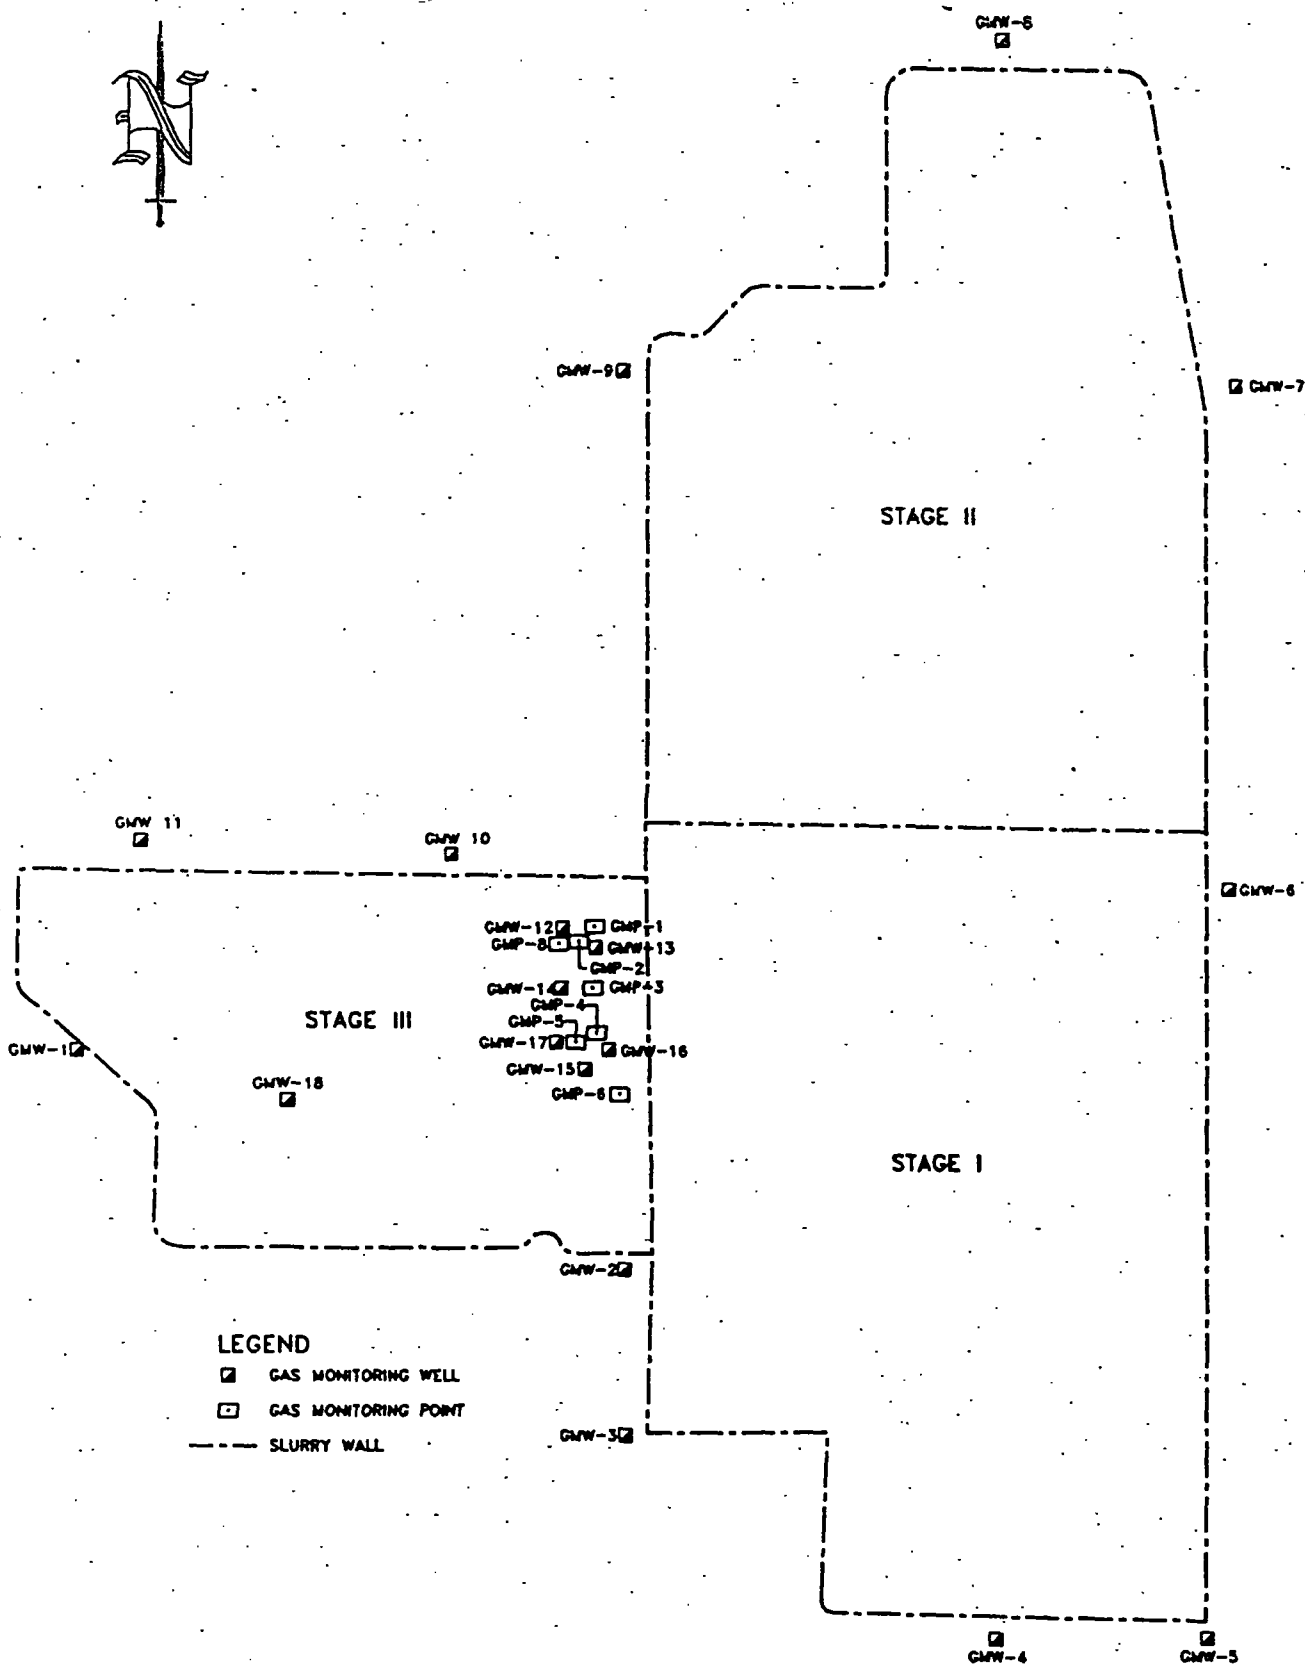 GMW-8
N
GMW-9
GMW-7
STAGE II
GMW 11
GMW 10
GMW-6
GMW-12
GMP-1
GMP-8
GMW-13
GMP-2
GMW-14
GMP-3
GMP-4
STAGE III
GMP-5
GMW-17
GMW-16
GMW-1
GMW-15
GMW-18
GMP-6
STAGE I
GMW-2
LEGEND
GAS MONITORING WELL
GAS MONITORING POINT
SLURRY WALL
GMW-3
GMW-4
GMW-5